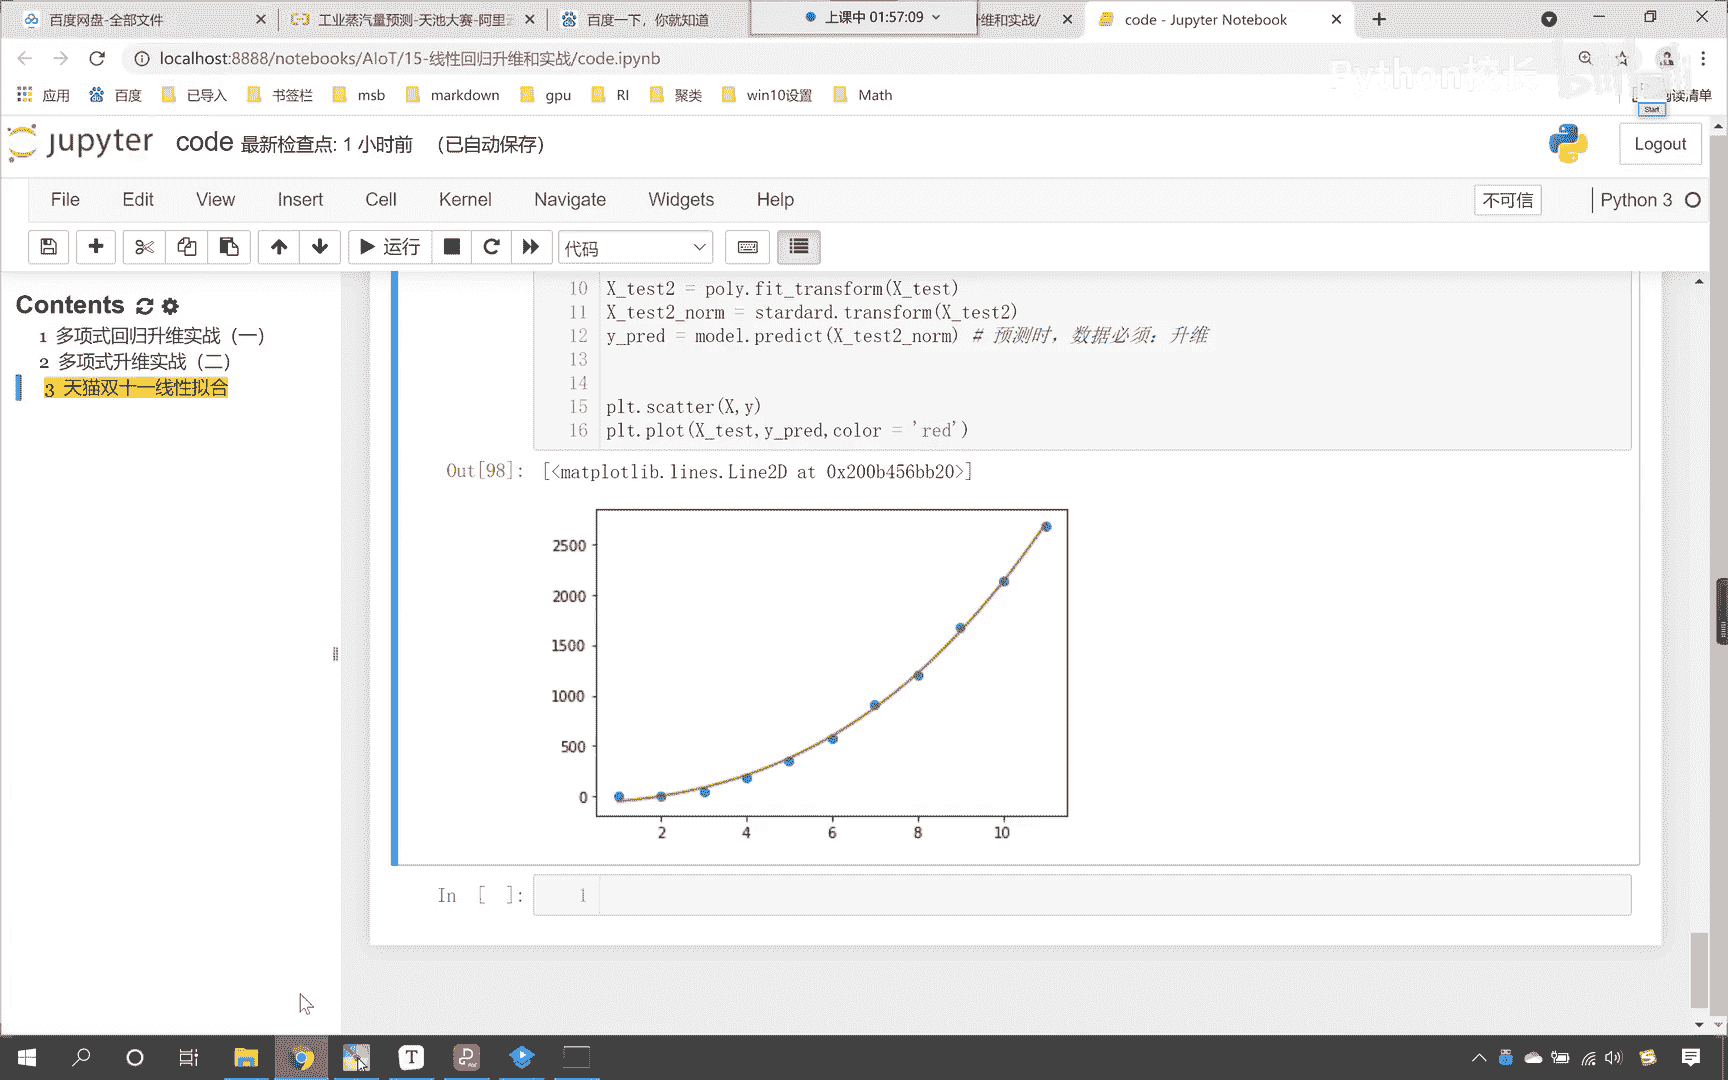 百度网盘-全部文件
工业蒸汽量预测-天池大赛-阿里云
百度一下，你就知道
上课中 01:57:09
维和实战/
code - Jupyter Notebook
localhost:8888/notebooks/AIoT/15-线性回归升维和实战/code.ipynb
应用
百度
已导入
书签栏
msb
markdown
gpu
RI
聚类
win10设置
Math
阅读清单
Start
jupyter
code 最新检查点: 1 小时前 (已自动保存)
Logout
File
Edit
View
Insert
Cell
Kernel
Navigate
Widgets
Help
不可信
Python 3
运行
代码
Contents
1 多项式回归升维实战（一）
2 多项式升维实战（二）
3 天猫双十一线性拟合
10 X_test2 = poly.fit_transform(X_test)
11 X_test2_norm = stardard.transform(X_test2)
12 y_pred = model.predict(X_test2_norm) # 预测时，数据必须：升维
13
14
15 plt.scatter(X,y)
16 plt.plot(X_test,y_pred,color = 'red')
Out[98]: [<matplotlib.lines.Line2D at 0x200b456bb20>]
2500
2000
1500
1000
500
0
2
4
6
8
10
In [ ]:
1